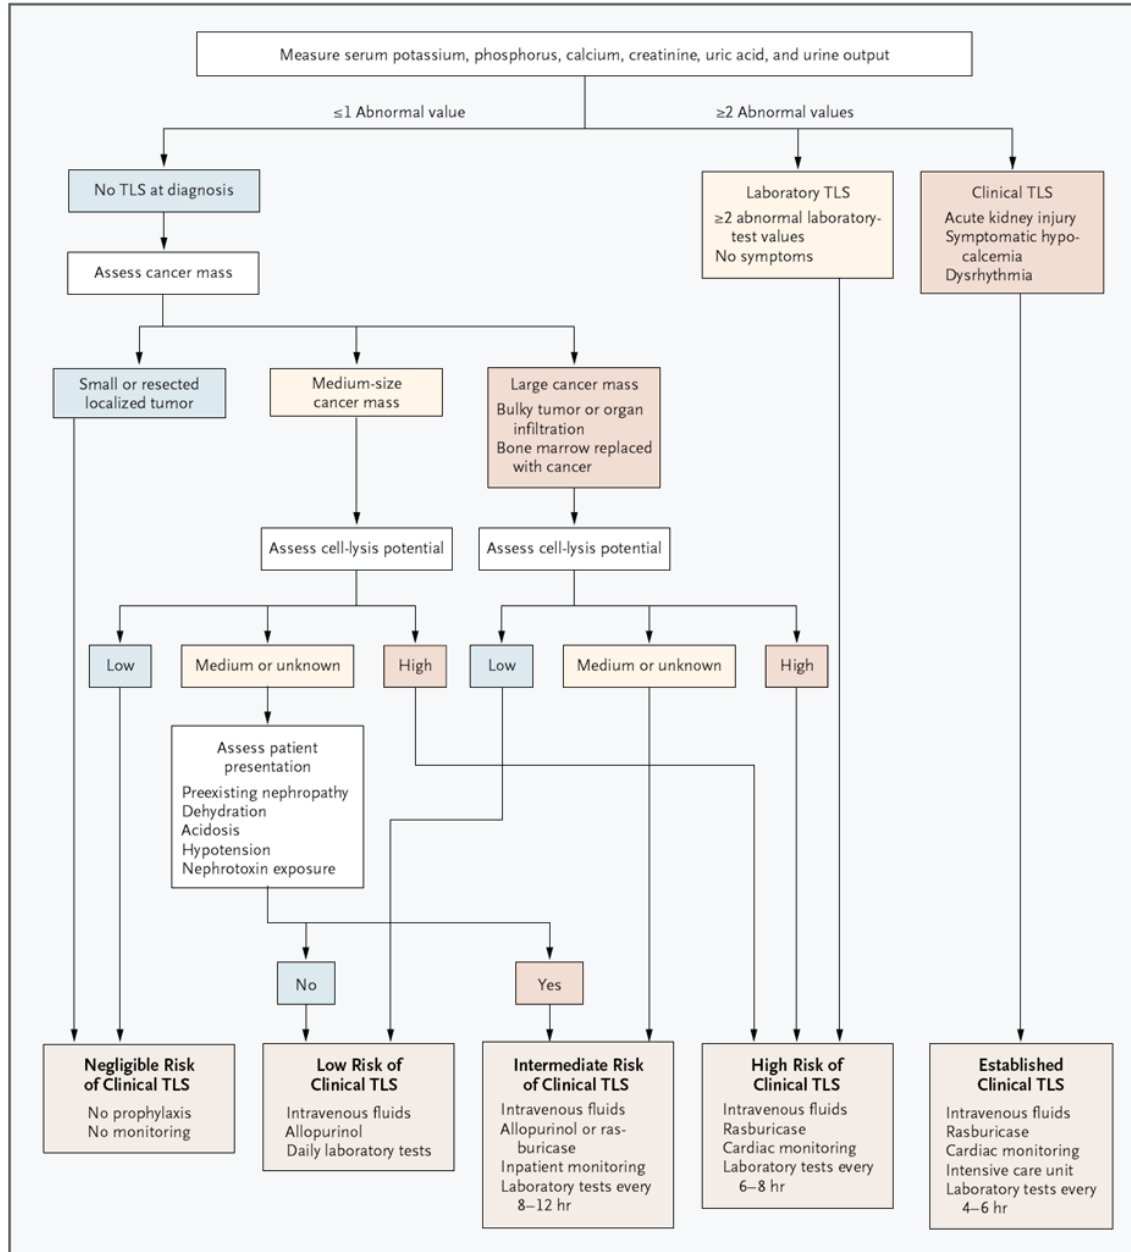 Measure serum potassium, phosphorus, calcium, creatinine, uric acid, and urine output
≤1 Abnormal value
≥2 Abnormal values
No TLS at diagnosis
Laboratory TLS
≥2 abnormal laboratory-
test values
No symptoms
Clinical TLS
Acute kidney injury
Symptomatic hypo-
calcemia
Dysrhythmia
Assess cancer mass
Small or resected
localized tumor
Medium-size
cancer mass
Large cancer mass
Bulky tumor or organ
infiltration
Bone marrow replaced
with cancer
Assess cell-lysis potential
Assess cell-lysis potential
Low
Medium or unknown
High
Low
Medium or unknown
High
Assess patient
presentation
Preexisting nephropathy
Dehydration
Acidosis
Hypotension
Nephrotoxin exposure
No
Yes
Negligible Risk
of Clinical TLS
No prophylaxis
No monitoring
Low Risk of
Clinical TLS
Intravenous fluids
Allopurinol
Daily laboratory tests
Intermediate Risk
of Clinical TLS
Intravenous fluids
Allopurinol or ras-
buricase
Inpatient monitoring
Laboratory tests every
8–12 hr
High Risk of
Clinical TLS
Intravenous fluids
Rasburicase
Cardiac monitoring
Laboratory tests every
6–8 hr
Established
Clinical TLS
Intravenous fluids
Rasburicase
Cardiac monitoring
Intensive care unit
Laboratory tests every
4–6 hr